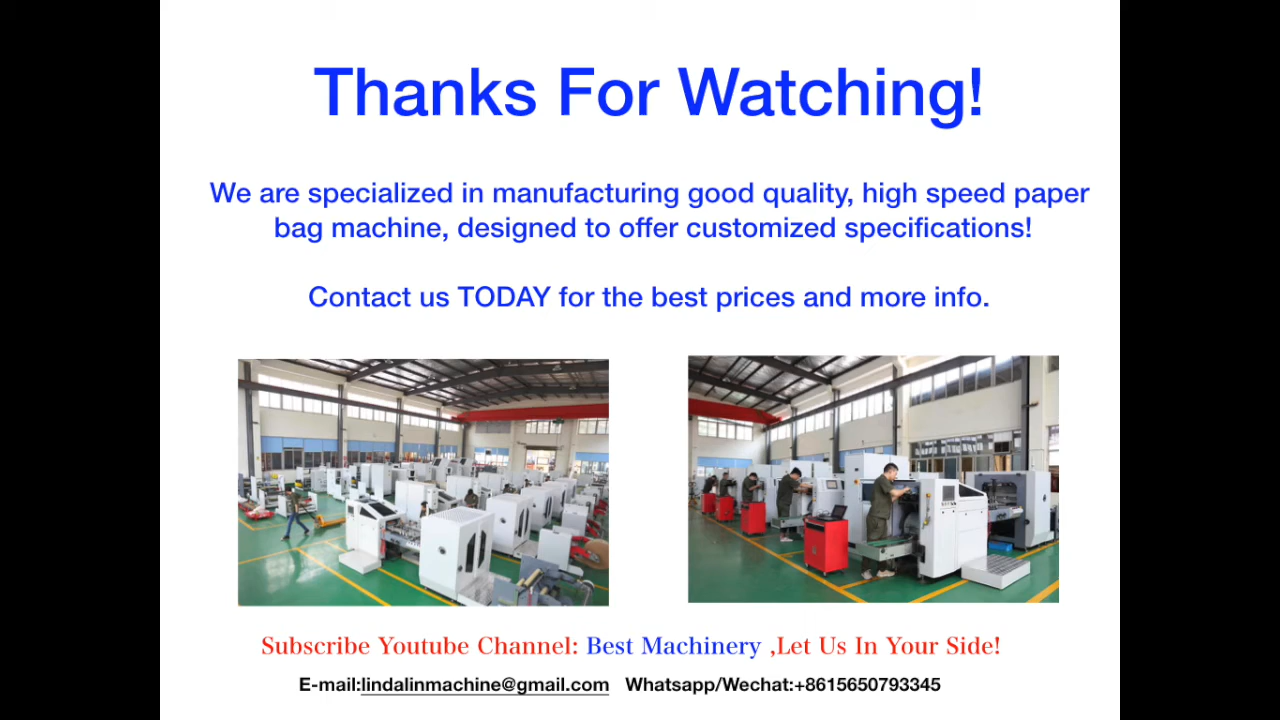 Thanks For Watching!
We are specialized in manufacturing good quality, high speed paper
bag machine, designed to offer customized specifications!
Contact us TODAY for the best prices and more info.
Subscribe Youtube Channel: Best Machinery ,Let Us In Your Side!
E-mail:lindalinmachine@gmail.com Whatsapp/Wechat:+8615650793345